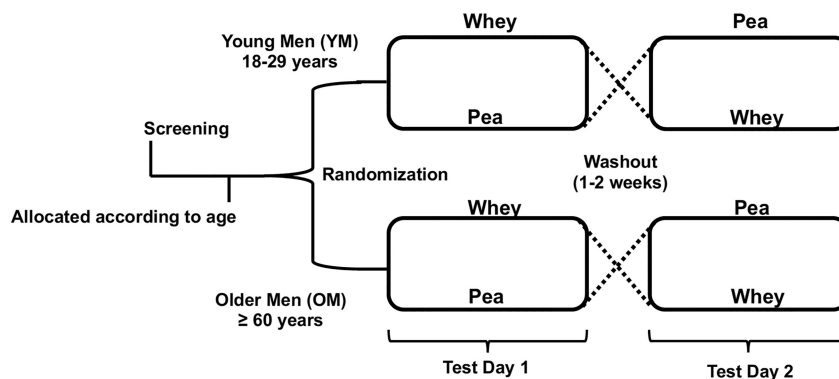 Whey
Pea
Young Men (YM)
18-29 years
Pea
Whey
Screening
Randomization
Washout
(1-2 weeks)
Allocated according to age
Whey
Pea
Older Men (OM)
≥ 60 years
Pea
Whey
Test Day 1
Test Day 2